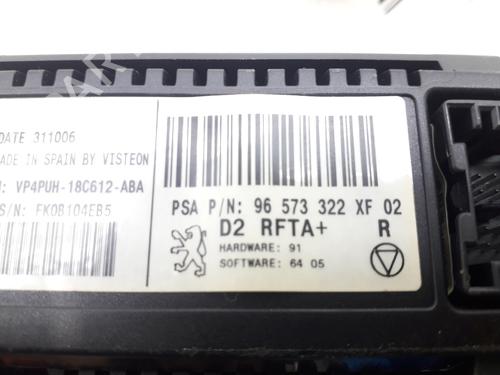 DATE 311006
MADE IN SPAIN BY VISTEON
VP4PUH-18C612-ABA
S/N: FK0B104EB5
PSA P/N: 96 573 322 XF 02
D2 RFTA+ R
HARDWARE: 91
SOFTWARE: 64 05